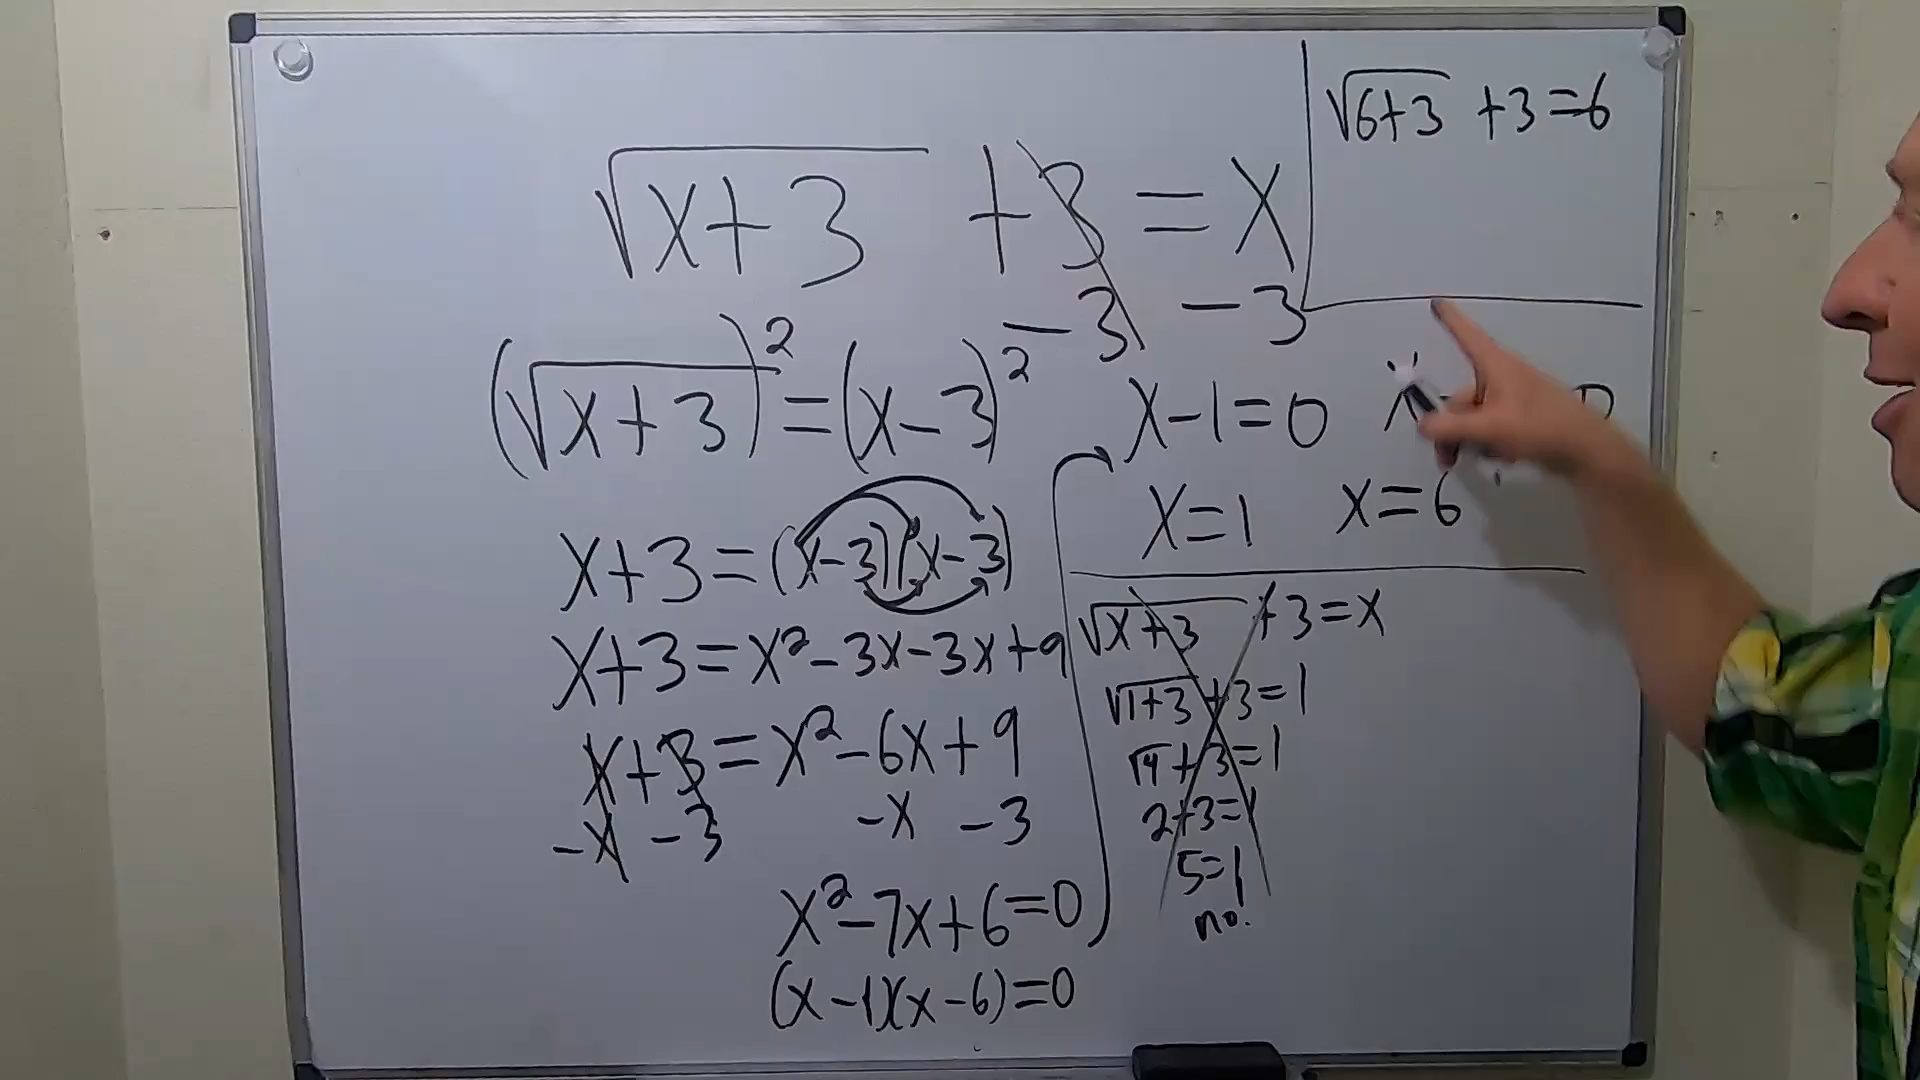 √(x+3) +3 = x
-3 -3
(√(x+3))² = (x-3)²
x+3=(x-3)(x-3)
x+3=x²-3x-3x+9
x+3=x²-6x+9
-x -3 -x -3
x²-7x+6=0
(x-1)(x-6)=0
x-1=0
x=1 x=6
√(x+3) +3=x
√(1+3)+3=1
√4+3=1
2+3=1
5=1
no!
√(6+3) +3=6